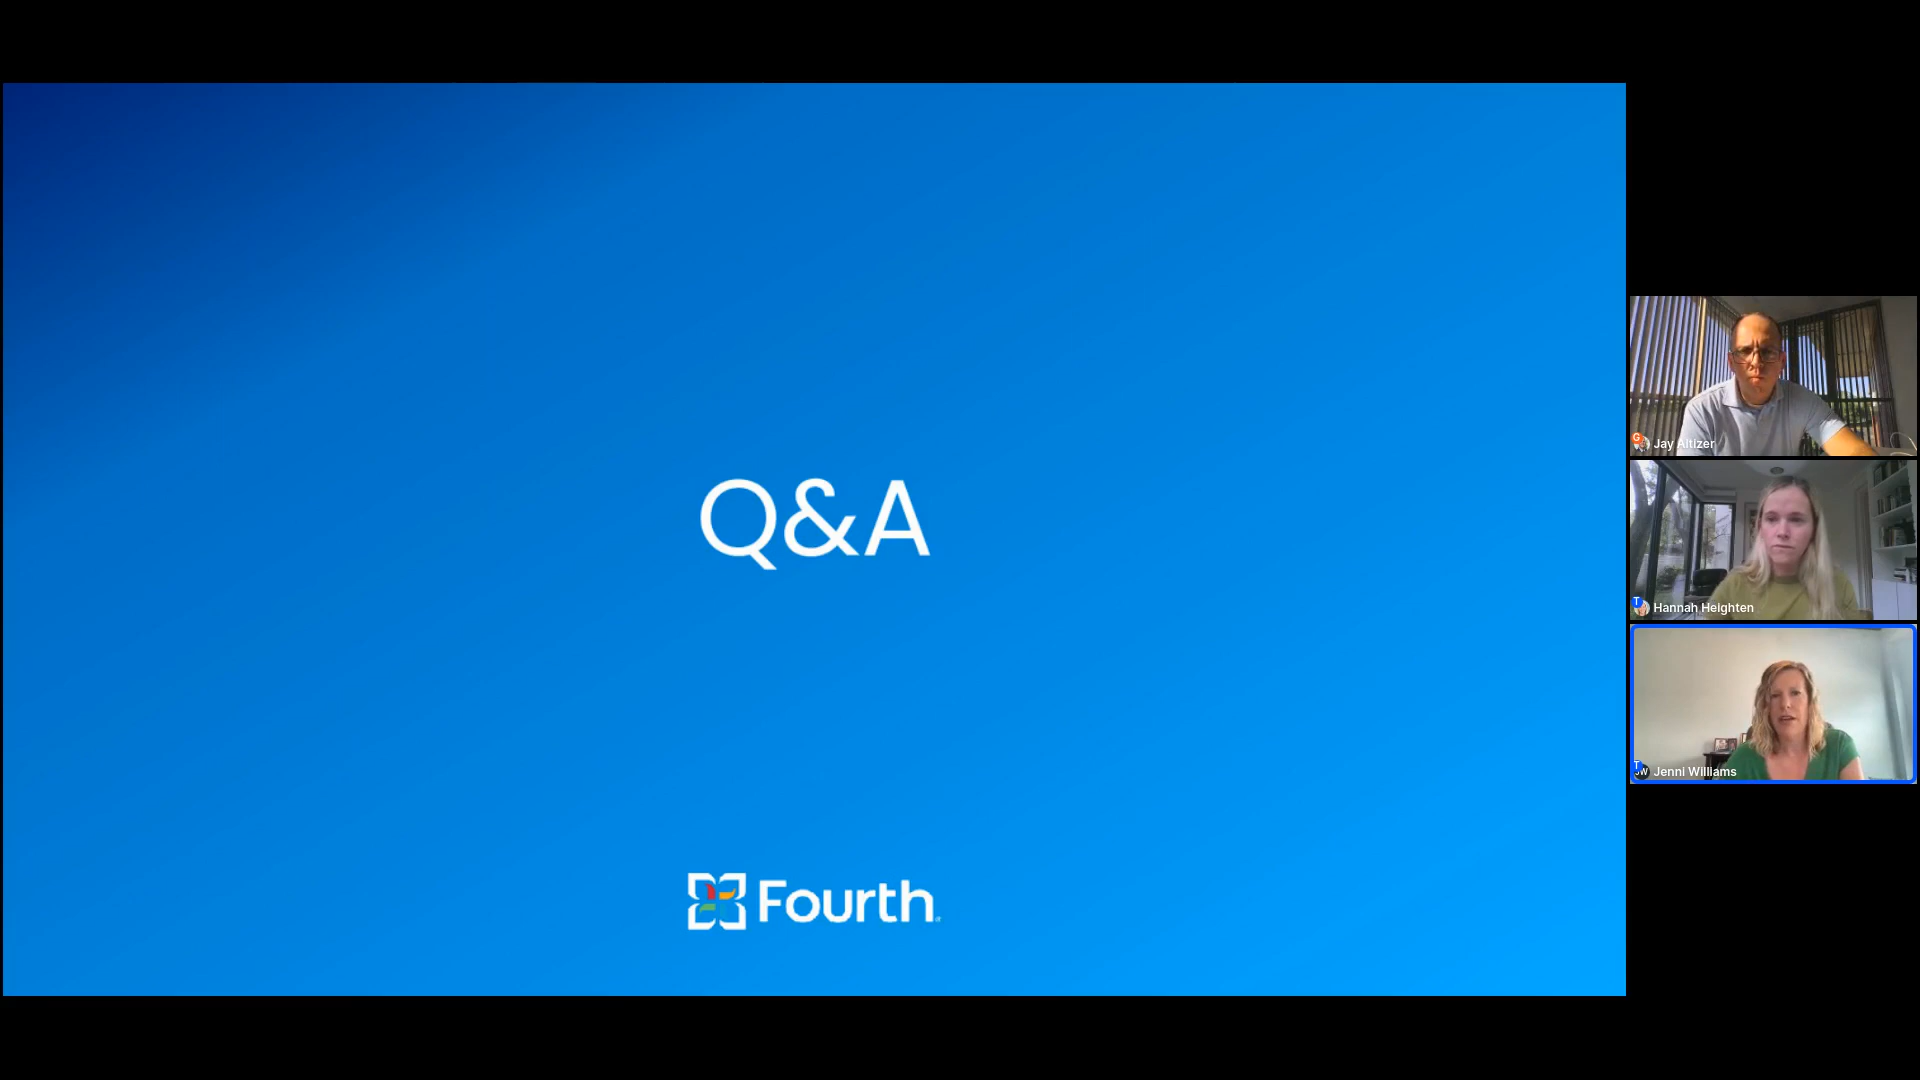 Q&A
Fourth
Jay Altizer
Hannah Heighten
Jenni Williams